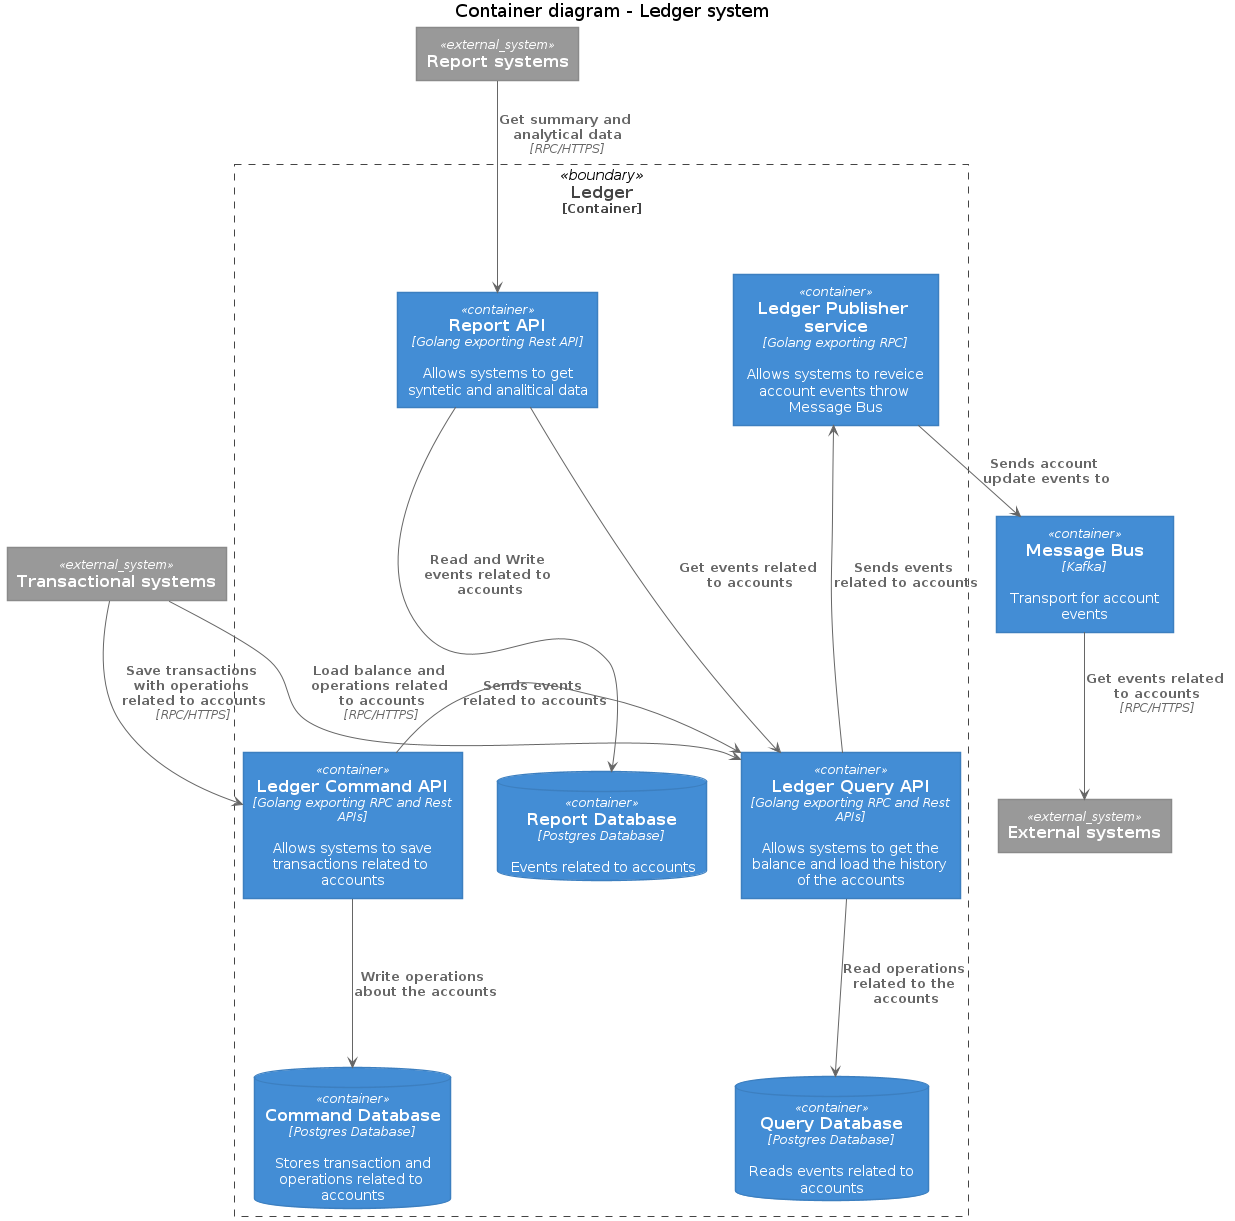 Container diagram - Ledger system
«external_system»
Report systems
Get summary and
analytical data
[RPC/HTTPS]
«boundary»
Ledger
[Container]
«container»
Report API
[Golang exporting Rest API]
Allows systems to get
syntetic and analitical data
«container»
Ledger Publisher
service
[Golang exporting RPC]
Allows systems to reveice
account events throw
Message Bus
Sends account
update events to
«container»
Message Bus
[Kafka]
Transport for account
events
«external_system»
Transactional systems
Read and Write
events related to
accounts
Get events related
to accounts
Sends events
related to accounts
Save transactions
with operations
related to accounts
[RPC/HTTPS]
Load balance and
operations related
to accounts
[RPC/HTTPS]
Sends events
related to accounts
Get events related
to accounts
[RPC/HTTPS]
«container»
Ledger Command API
[Golang exporting RPC and Rest
APIs]
Allows systems to save
transactions related to
accounts
«container»
Report Database
[Postgres Database]
Events related to accounts
«container»
Ledger Query API
[Golang exporting RPC and Rest
APIs]
Allows systems to get the
balance and load the history
of the accounts
«external_system»
External systems
Write operations
about the accounts
Read operations
related to the
accounts
«container»
Command Database
[Postgres Database]
Stores transaction and
operations related to
accounts
«container»
Query Database
[Postgres Database]
Reads events related to
accounts